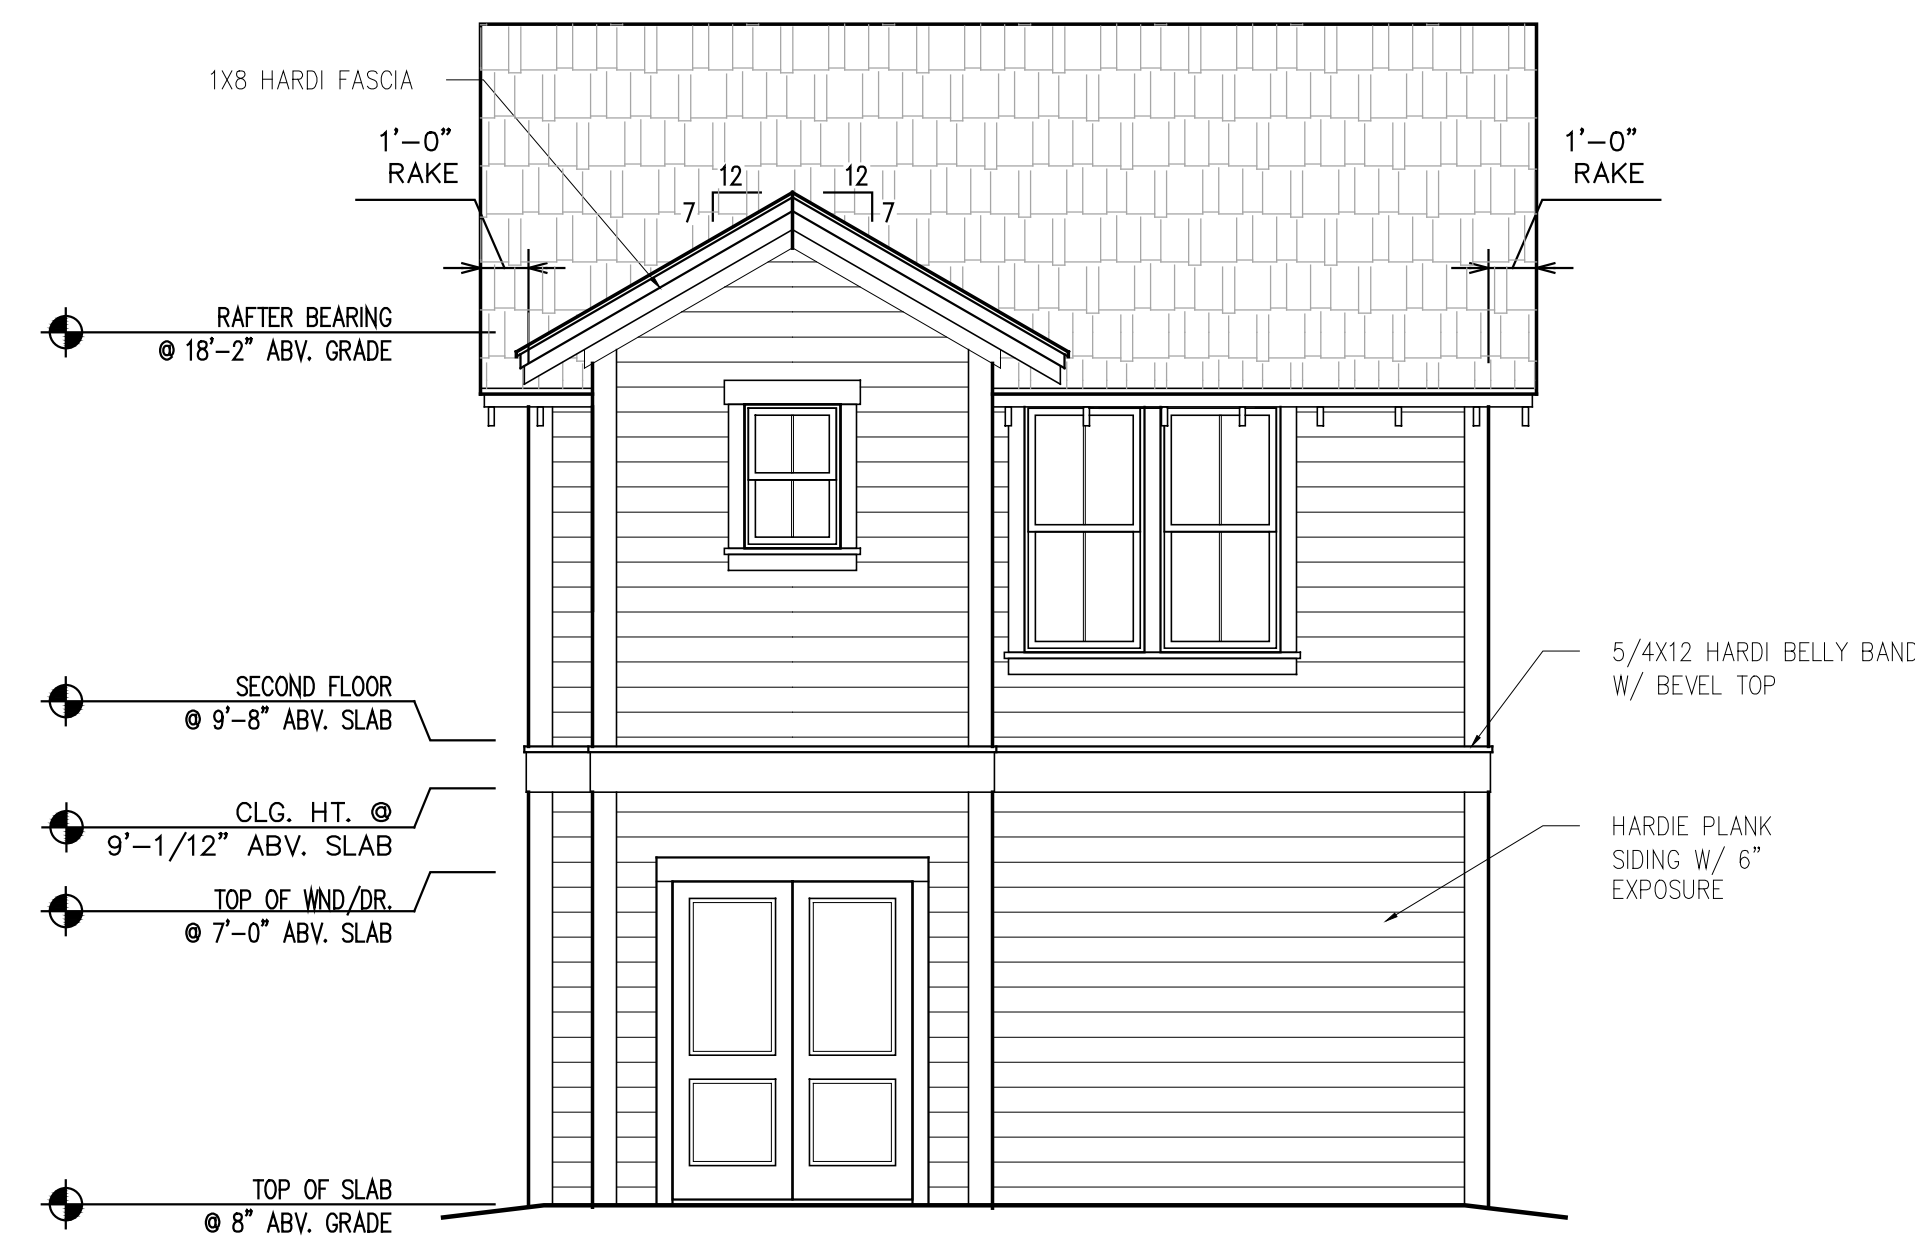 1X8 HARDI FASCIA
1'-0"
RAKE
1'-0"
RAKE
12
12
7
7
RAFTER BEARING
@ 18'-2" ABV. GRADE
SECOND FLOOR
@ 9'-8" ABV. SLAB
5/4X12 HARDI BELLY BAND
W/ BEVEL TOP
CLG. HT. @
9'-1/12" ABV. SLAB
HARDIE PLANK
SIDING W/ 6"
EXPOSURE
TOP OF WND/DR.
@ 7'-0" ABV. SLAB
TOP OF SLAB
@ 8" ABV. GRADE